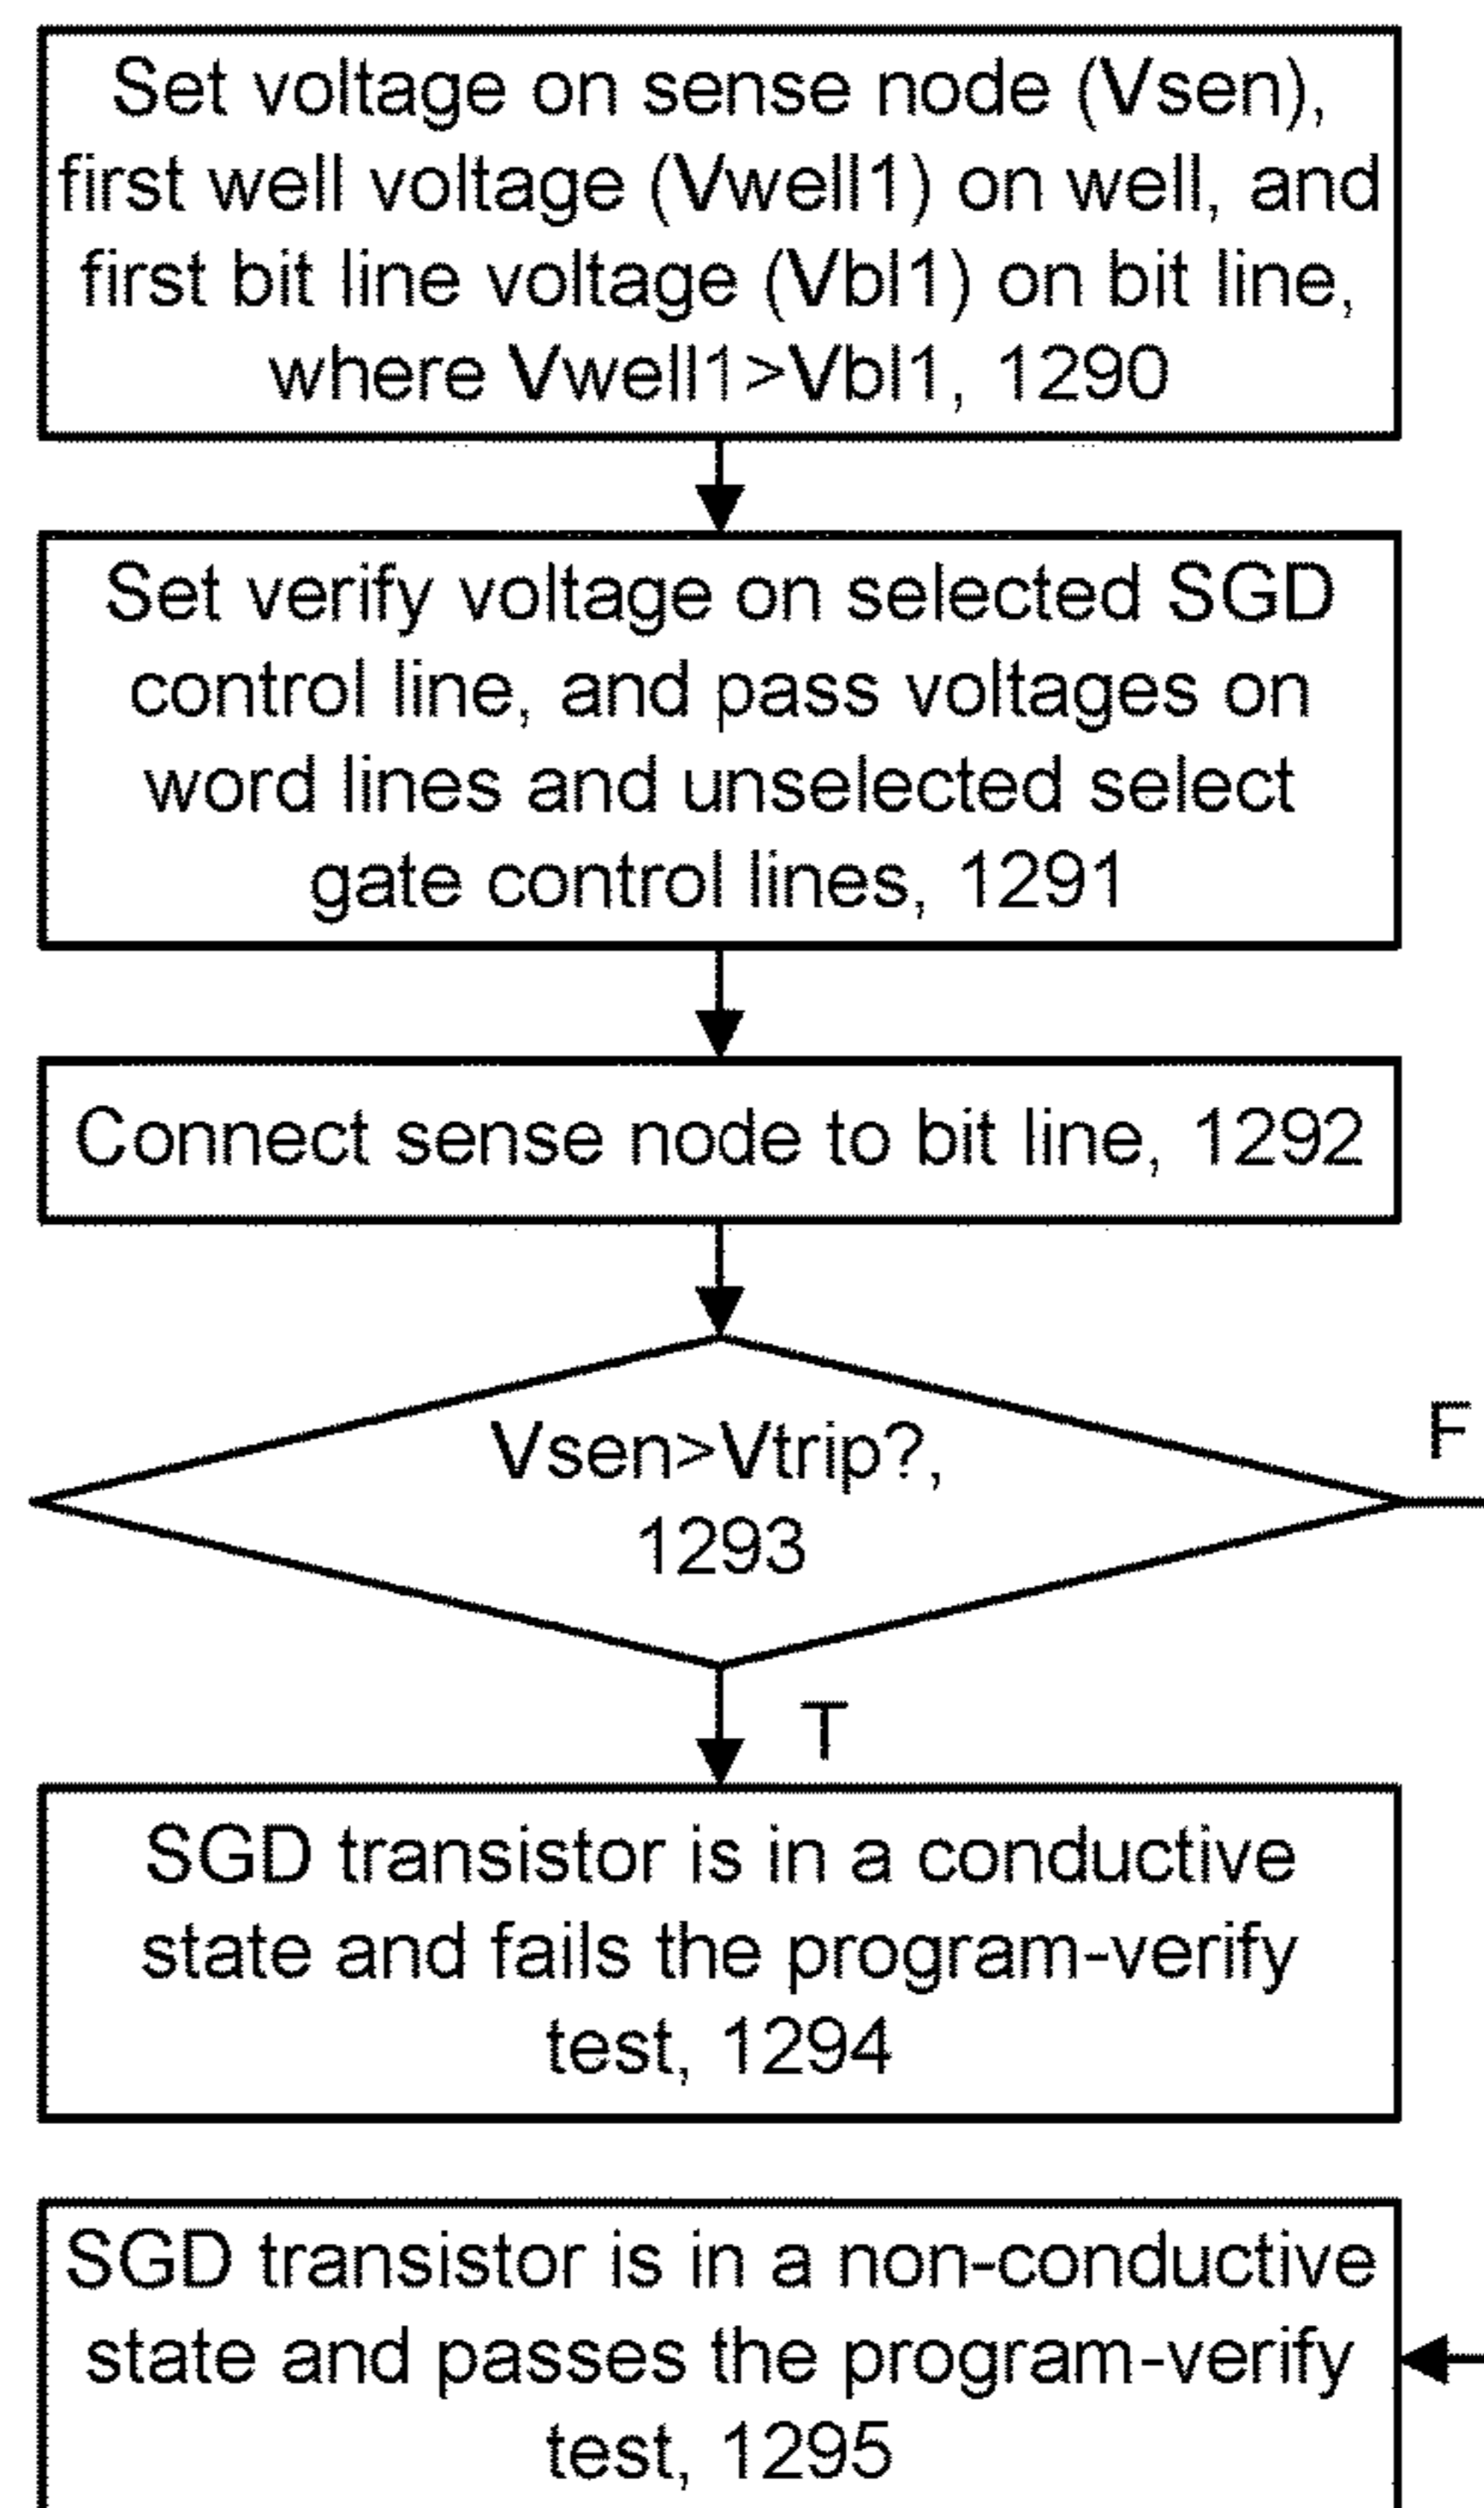 Set voltage on sense node (Vsen),
first well voltage (Vwell1) on well, and
first bit line voltage (Vbl1) on bit line,
where Vwell1>Vbl1, 1290
Set verify voltage on selected SGD
control line, and pass voltages on
word lines and unselected select
gate control lines, 1291
Connect sense node to bit line, 1292
Vsen>Vtrip?,
1293
F
T
SGD transistor is in a conductive
state and fails the program-verify
test, 1294
SGD transistor is in a non-conductive
state and passes the program-verify
test, 1295